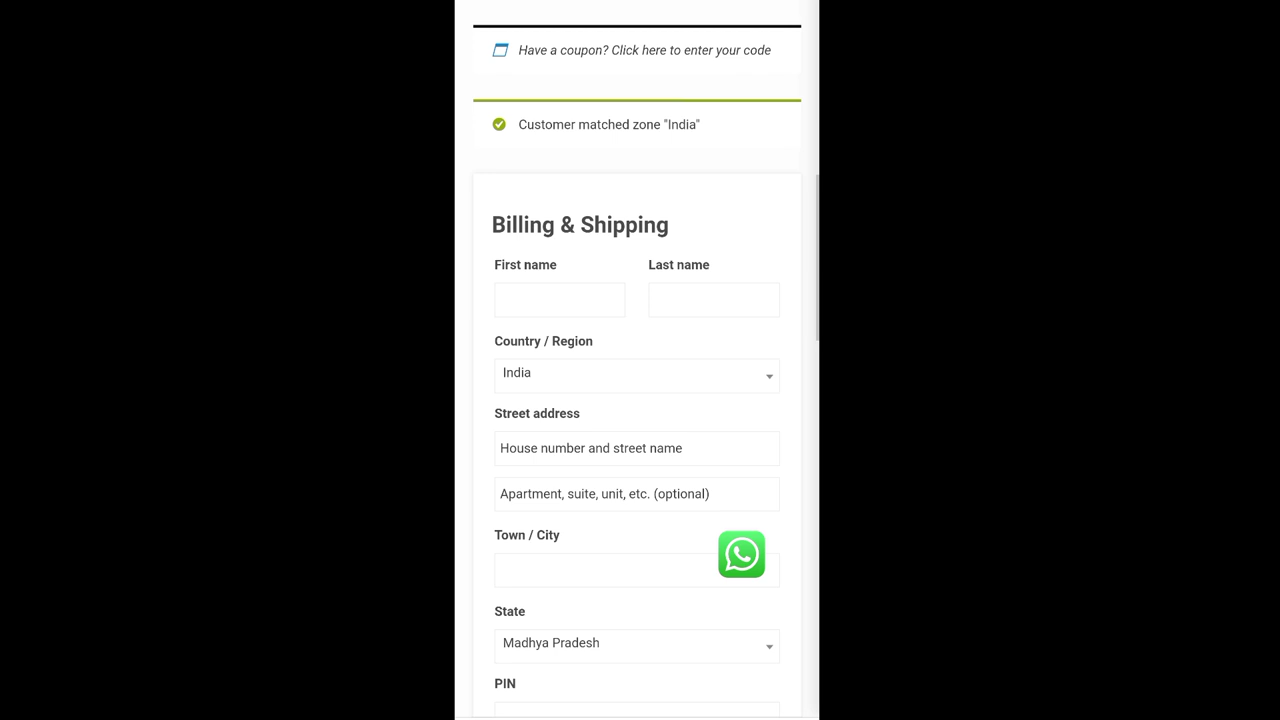 Have a coupon? Click here to enter your code
Customer matched zone "India"
Billing & Shipping
First name Last name
Country / Region
India
Street address
House number and street name
Apartment, suite, unit, etc. (optional)
Town / City
State
Madhya Pradesh
PIN